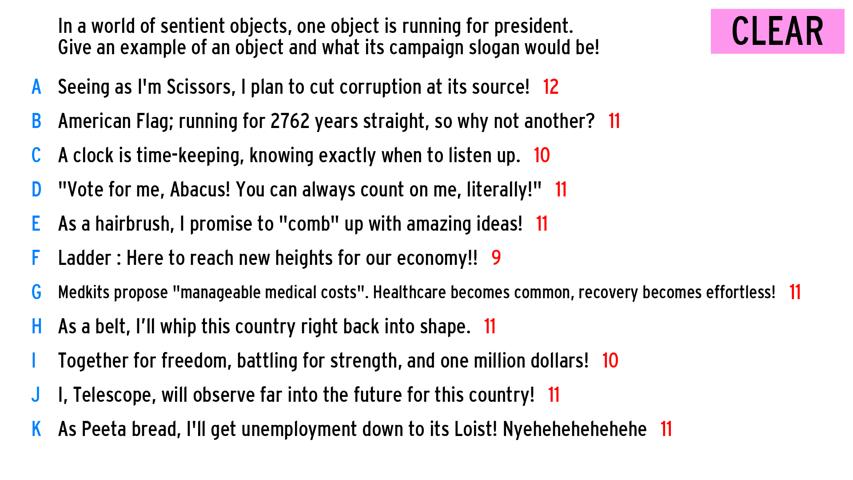 In a world of sentient objects, one object is running for president.
Give an example of an object and what its campaign slogan would be!
CLEAR
A Seeing as I'm Scissors, I plan to cut corruption at its source! 12
B American Flag; running for 2762 years straight, so why not another? 11
C A clock is time-keeping, knowing exactly when to listen up. 10
D "Vote for me, Abacus! You can always count on me, literally!" 11
E As a hairbrush, I promise to "comb" up with amazing ideas! 11
F Ladder : Here to reach new heights for our economy!! 9
G Medkits propose "manageable medical costs". Healthcare becomes common, recovery becomes effortless! 11
H As a belt, I’ll whip this country right back into shape. 11
I Together for freedom, battling for strength, and one million dollars! 10
J I, Telescope, will observe far into the future for this country! 11
K As Peeta bread, I'll get unemployment down to its Loist! Nyehehehehehehe 11